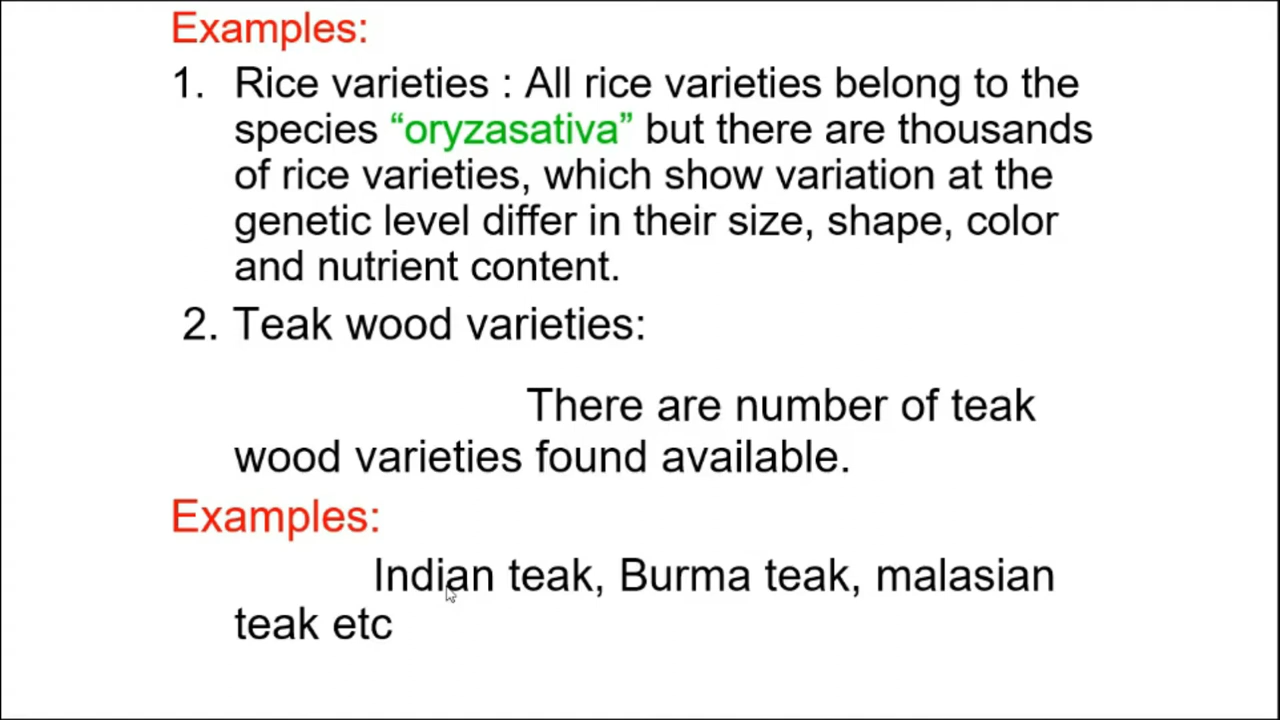 Examples:
1. Rice varieties : All rice varieties belong to the
species “oryzasativa” but there are thousands
of rice varieties, which show variation at the
genetic level differ in their size, shape, color
and nutrient content.
2. Teak wood varieties:
There are number of teak
wood varieties found available.
Examples:
Indian teak, Burma teak, malasian
teak etc